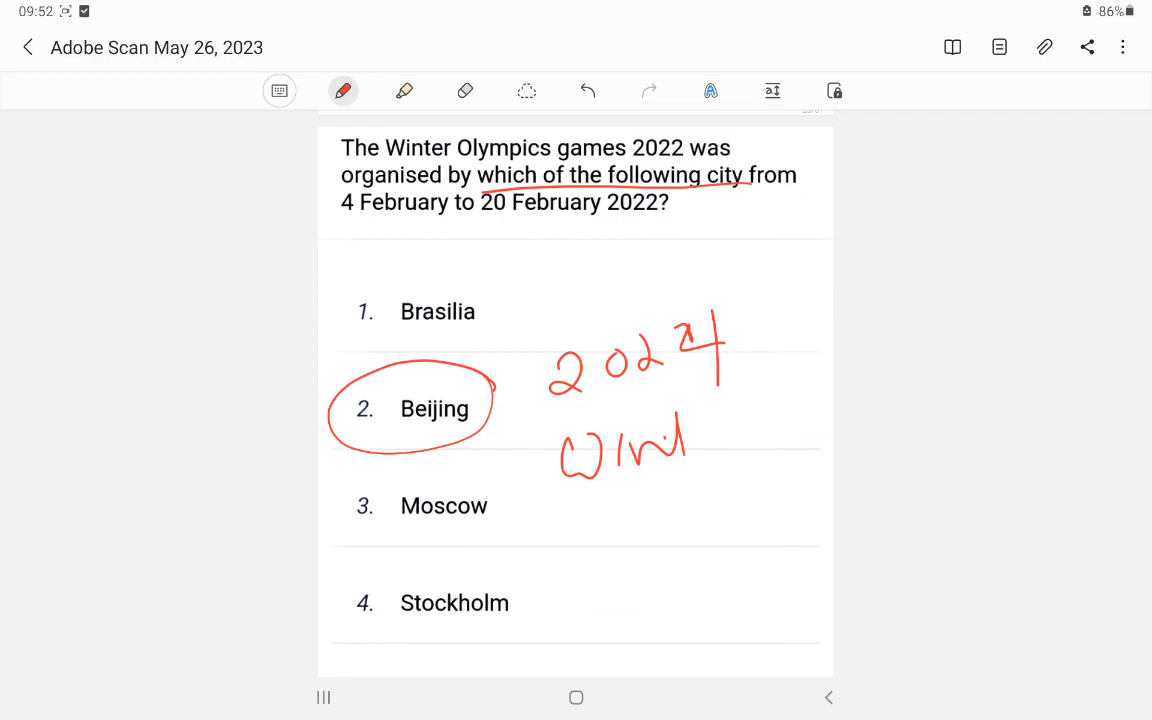 09:52
86%
Adobe Scan May 26, 2023
The Winter Olympics games 2022 was
organised by which of the following city from
4 February to 20 February 2022?
1. Brasilia
2. Beijing
3. Moscow
4. Stockholm